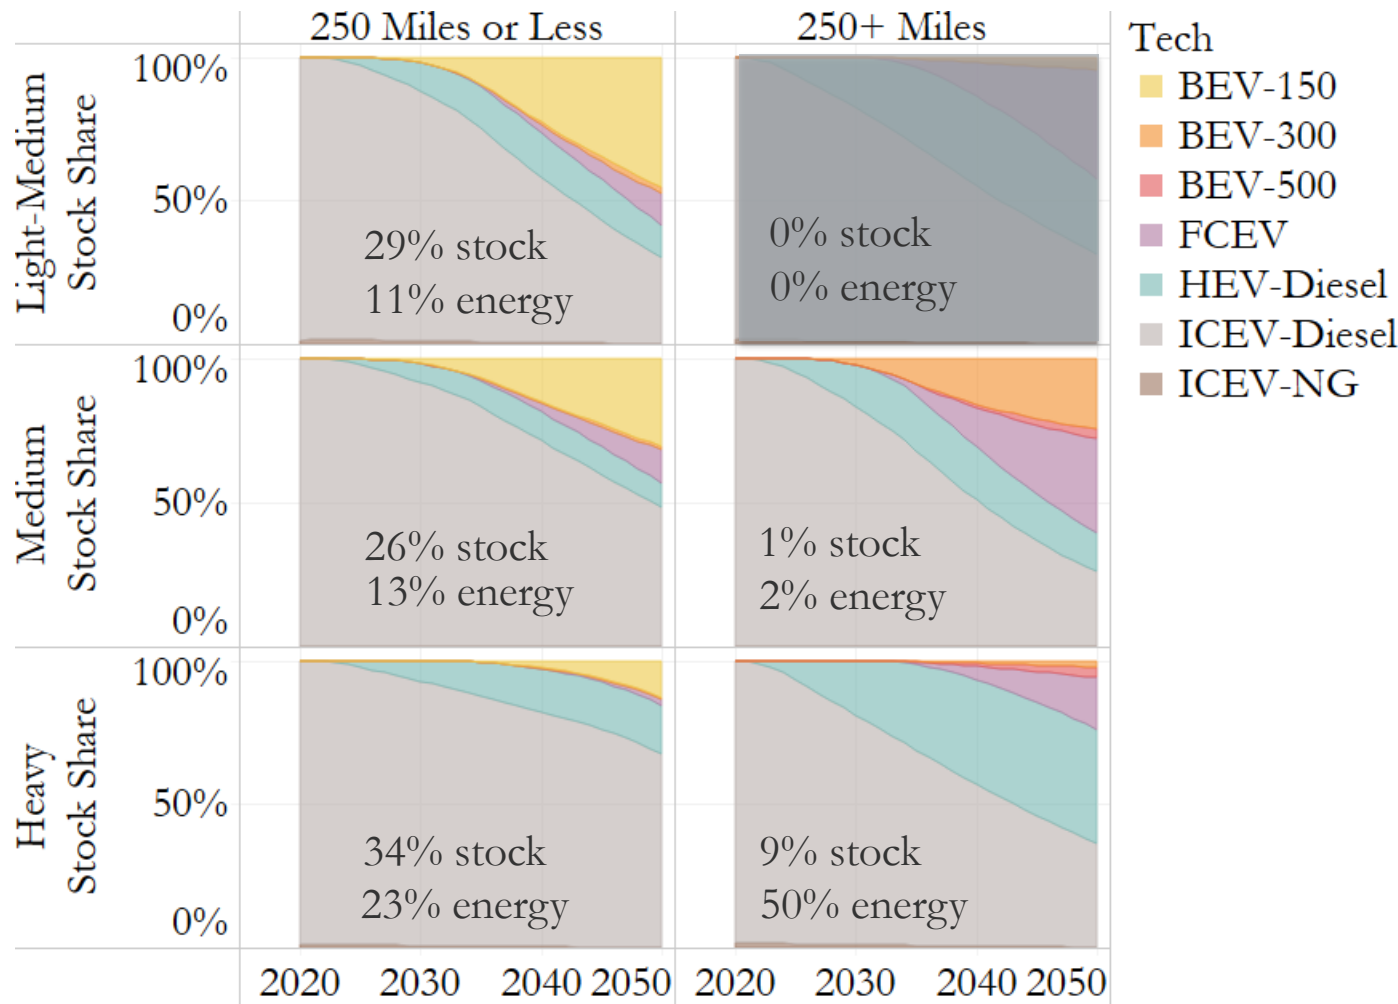 250 Miles or Less
250+ Miles
Tech
BEV-150
BEV-300
BEV-500
FCEV
HEV-Diesel
ICEV-Diesel
ICEV-NG
Light-Medium
Stock Share
100%
50%
0%
29% stock
11% energy
0% stock
0% energy
Medium
Stock Share
100%
50%
0%
26% stock
13% energy
1% stock
2% energy
Heavy
Stock Share
100%
50%
0%
34% stock
23% energy
9% stock
50% energy
2020 2030 2040 2050
2020 2030 2040 2050